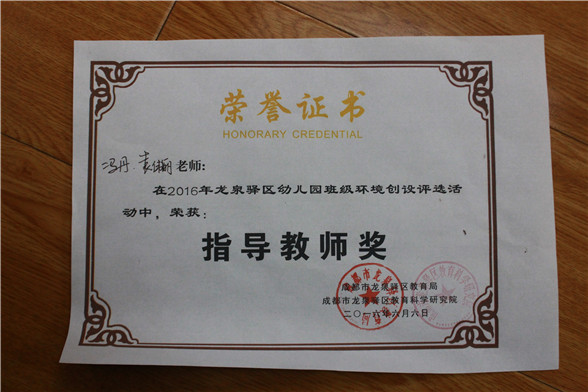 荣誉证书
HONORARY CREDENTIAL
冯丹、袁维丽老师:
在2016年龙泉驿区幼儿园班级环境创设评选活
动中，荣获:
指导教师奖
成都市龙泉驿区教育局
成都市龙泉驿区教育科学研究院
二〇一六年六月六日